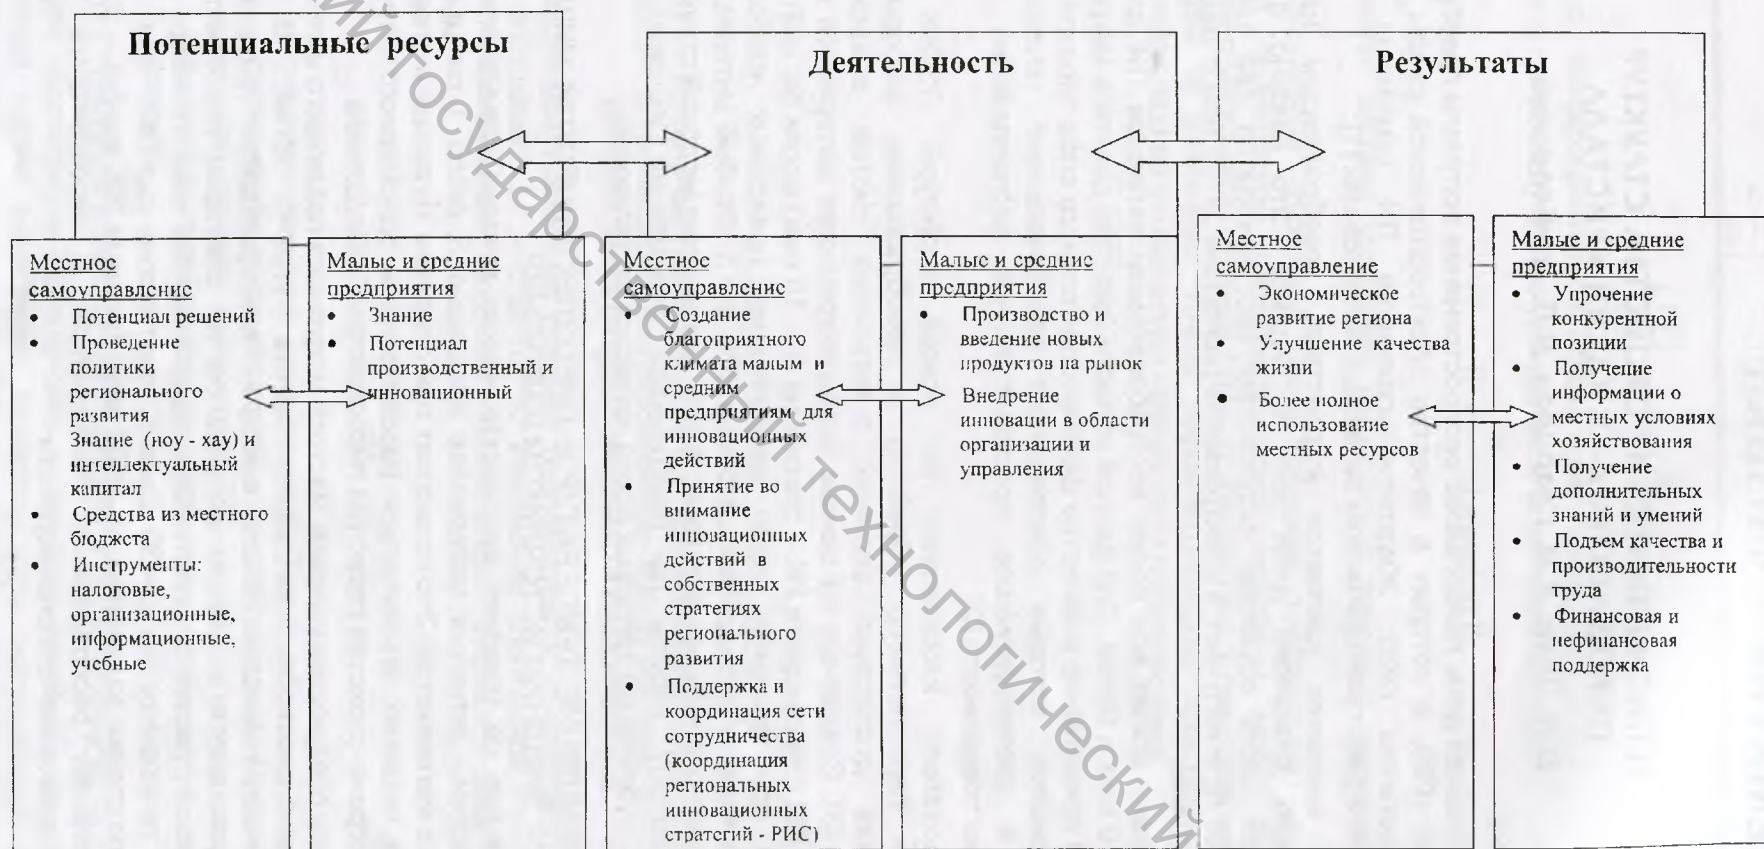 Потенциальные ресурсы
Деятельность
Результаты
Местное
самоуправление
• Потенциал решений
• Проведение
политики
регионального
развития
Знание (ноу - хау) и
интеллектуальный
капитал
• Средства из местного
бюджета
• Инструменты:
налоговые,
организационные,
информационные,
учебные
Малые и средние
предприятия
• Знание
• Потенциал
производственный и
инновационный
Местное
самоуправление
• Создание
благоприятного
климата малым и
средним
предприятиям для
инновационных
действий
• Принятие во
внимание
инновационных
действий в
собственных
стратегиях
регионального
развития
• Поддержка и
координация сети
сотрудничества
(координация
региональных
инновационных
стратегий - РИС)
Малые и средние
предприятия
• Производство и
введение новых
продуктов на рынок
• Внедрение
инновации в области
организации и
управления
Местное
самоуправление
• Экономическое
развитие региона
• Улучшение качества
жизни
• Более полное
использование
местных ресурсов
Малые и средние
предприятия
• Упрочение
конкурентной
позиции
• Получение
информации о
местных условиях
хозяйствования
• Получение
дополнительных
знаний и умений
• Подъем качества и
производительности
труда
• Финансовая и
нефинансовая
поддержка
государственный технологический